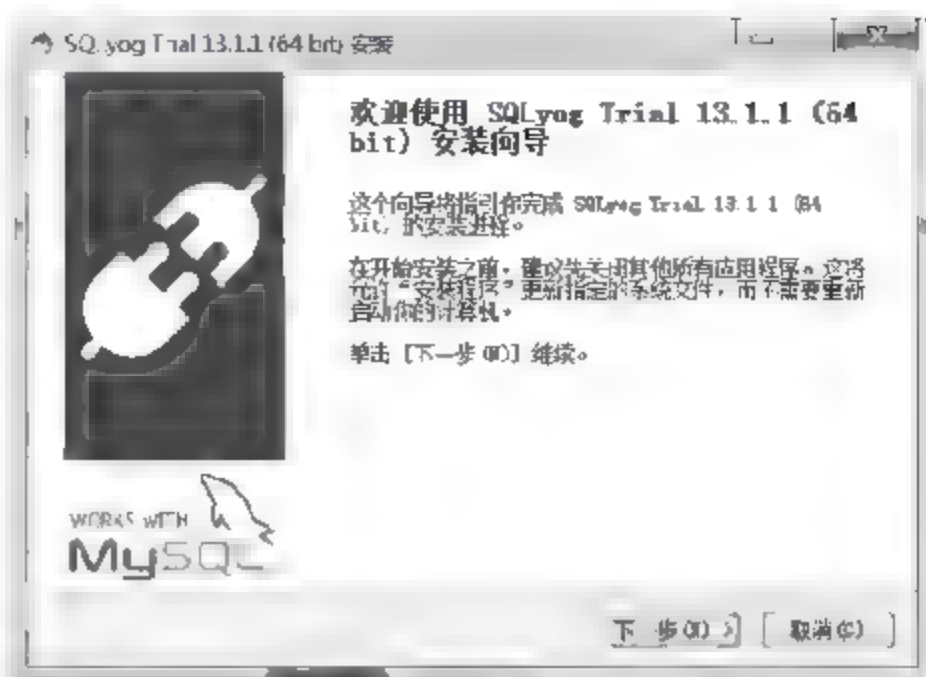 SQLyog Trial 13.1.1 (64 bit) 安装
欢迎使用 SQLyog Trial 13.1.1 (64
bit) 安装向导
这个向导将指引你完成 SQLyog Trial 13.1.1 (64
bit) 的安装进程。
在开始安装之前，建议先关闭其他所有应用程序。这将
允许“安装程序”更新指定的系统文件，而不需要重新
启动你的计算机。
单击 [下一步(N)] 继续。
WORKS WITH
MySQL
下一步(N) >
取消(C)